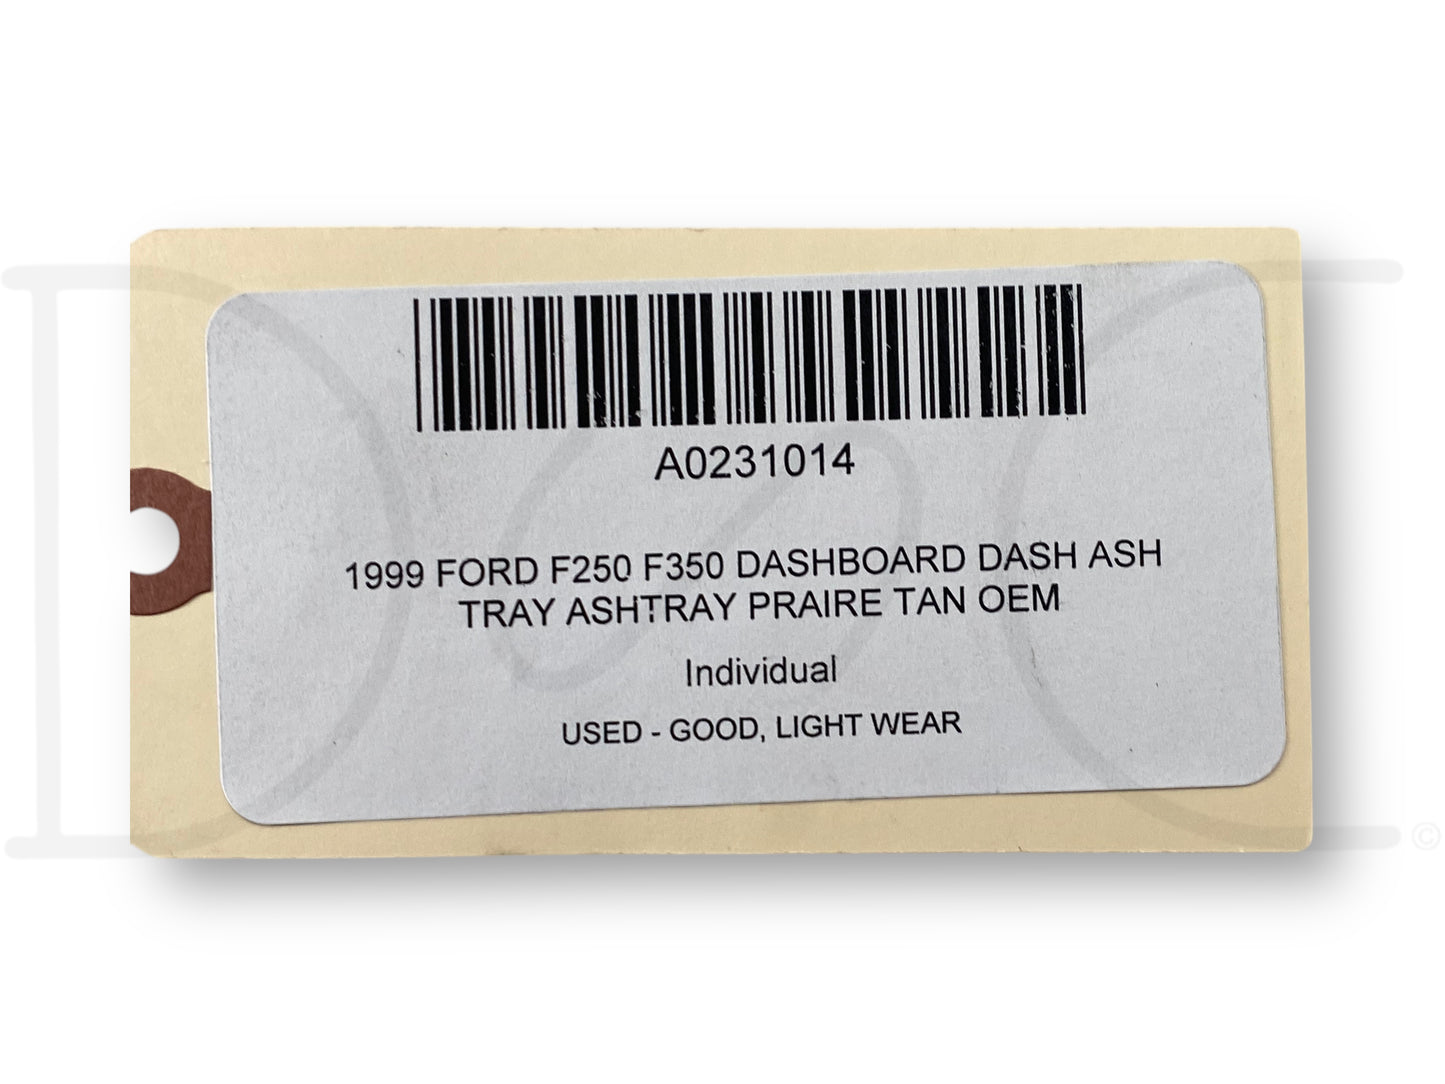 A0231014
1999 FORD F250 F350 DASHBOARD DASH ASH
TRAY ASHTRAY PRAIRE TAN OEM
Individual
USED - GOOD, LIGHT WEAR
©